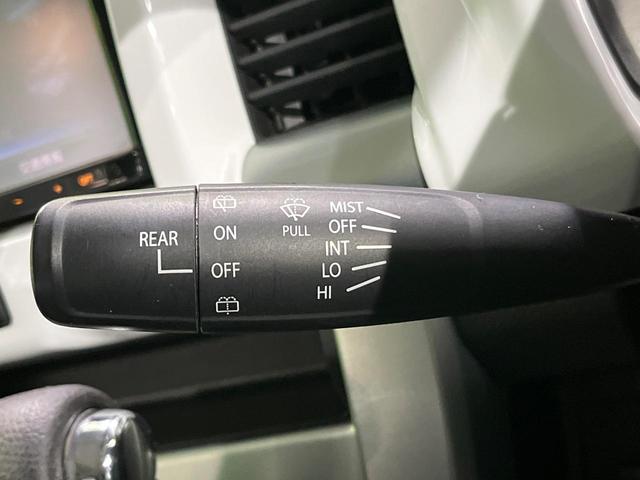 REAR
ON
OFF
PULL
MIST
OFF
INT
LO
HI